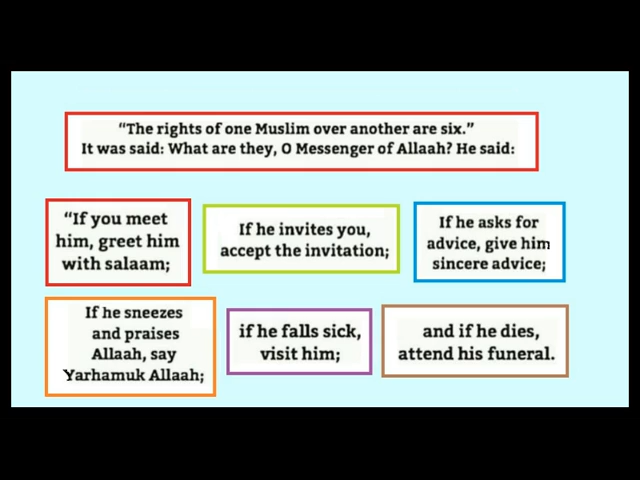 “The rights of one Muslim over another are six.”
It was said: What are they, O Messenger of Allaah? He said:
“If you meet
him, greet him
with salaam;
If he invites you,
accept the invitation;
If he asks for
advice, give him
sincere advice;
If he sneezes
and praises
Allaah, say
Yarhamuk Allaah;
if he falls sick,
visit him;
and if he dies,
attend his funeral.